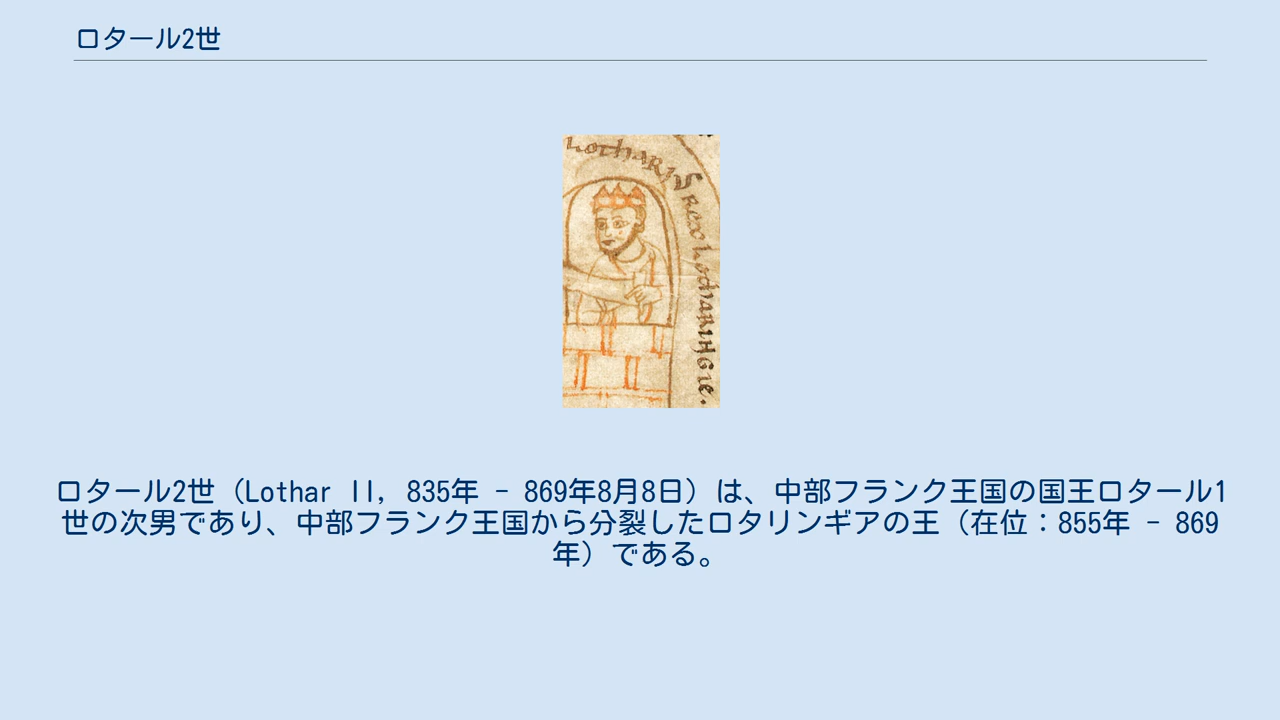 ロタール2世
LothARIUS Rex LothARIHGIE.
ロタール2世（Lothar II, 835年 - 869年8月8日）は、中部フランク王国の国王ロタール1
世の次男であり、中部フランク王国から分裂したロタリンギアの王（在位：855年 - 869
年）である。